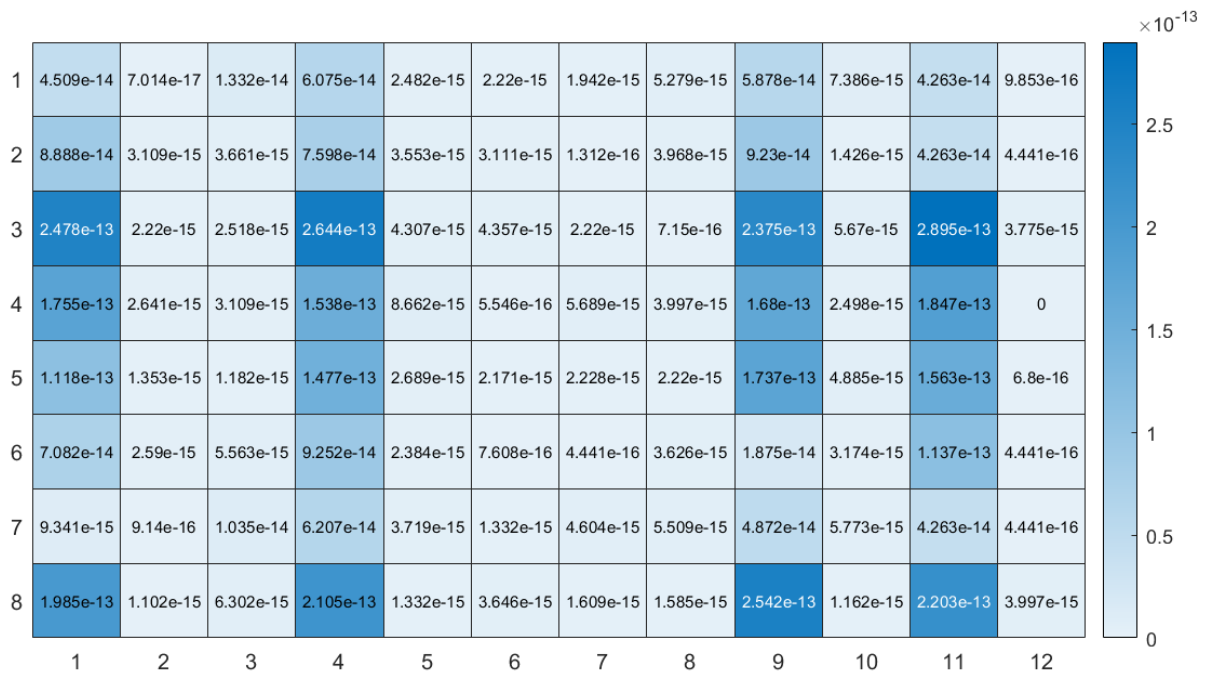 ×10-13
1 4.509e-14 7.014e-17 1.332e-14 6.075e-14 2.482e-15 2.22e-15 1.942e-15 5.279e-15 5.878e-14 7.386e-15 4.263e-14 9.853e-16
2.5
2 8.888e-14 3.109e-15 3.661e-15 7.598e-14 3.553e-15 3.111e-15 1.312e-16 3.968e-15 9.23e-14 1.426e-15 4.263e-14 4.441e-16
3 2.478e-13 2.22e-15 2.518e-15 2.644e-13 4.307e-15 4.357e-15 2.22e-15 7.15e-16 2.375e-13 5.67e-15 2.895e-13 3.775e-15 2
4 1.755e-13 2.641e-15 3.109e-15 1.538e-13 8.662e-15 5.546e-16 5.689e-15 3.997e-15 1.68e-13 2.498e-15 1.847e-13 0
1.5
5 1.118e-13 1.353e-15 1.182e-15 1.477e-13 2.689e-15 2.171e-15 2.228e-15 2.22e-15 1.737e-13 4.885e-15 1.563e-13 6.8e-16
1
6 7.082e-14 2.59e-15 5.563e-15 9.252e-14 2.384e-15 7.608e-16 4.441e-16 3.626e-15 1.875e-14 3.174e-15 1.137e-13 4.441e-16
7 9.341e-15 9.14e-16 1.035e-14 6.207e-14 3.719e-15 1.332e-15 4.604e-15 5.509e-15 4.872e-14 5.773e-15 4.263e-14 4.441e-16
0.5
8 1.985e-13 1.102e-15 6.302e-15 2.105e-13 1.332e-15 3.646e-15 1.609e-15 1.585e-15 2.542e-13 1.162e-15 2.203e-13 3.997e-15
0
1 2 3 4 5 6 7 8 9 10 11 12